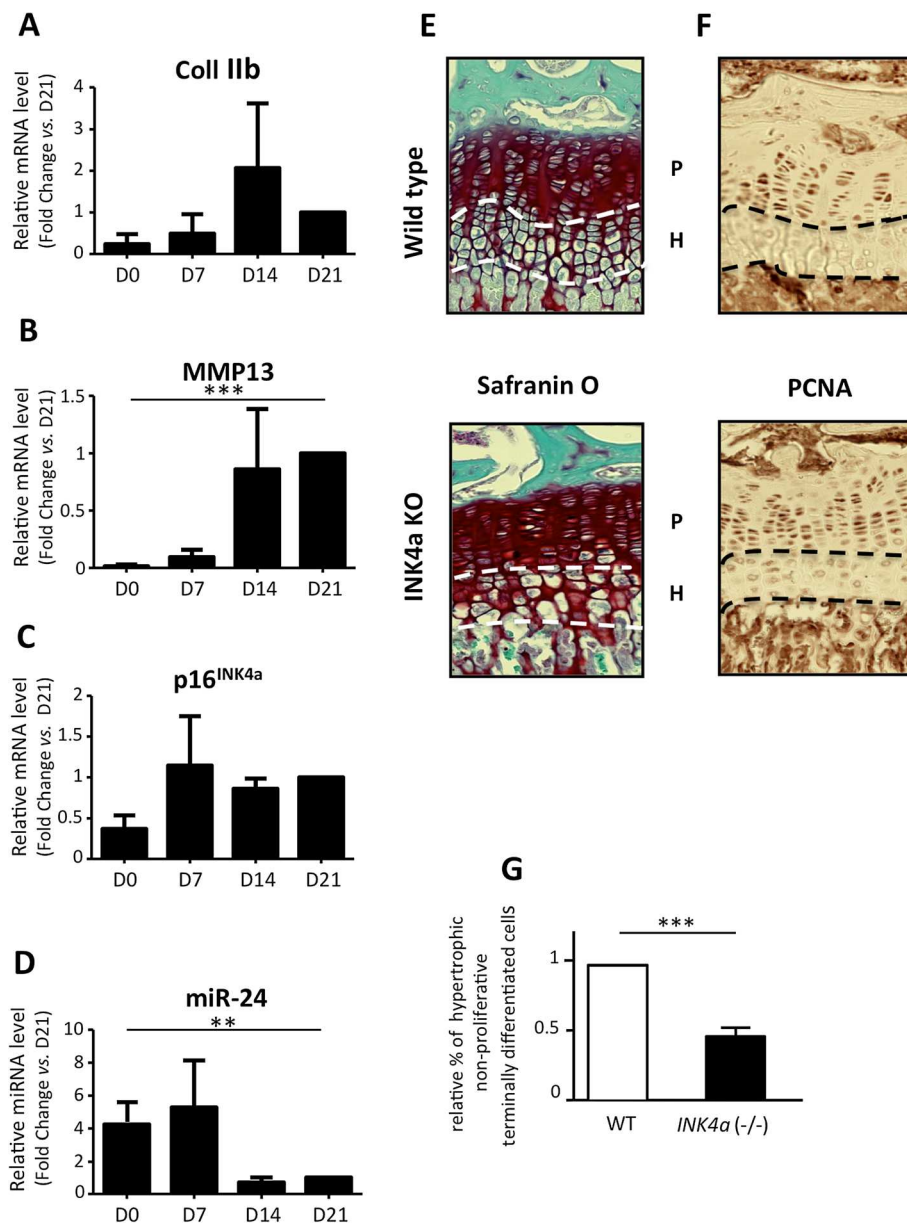 A
Coll IIb
Relative mRNA level
(Fold Change vs. D21)
4
3
2
1
0
D0 D7 D14 D21
B
MMP13
***
Relative mRNA level
(Fold Change vs. D21)
1.5
1
0.5
0
D0 D7 D14 D21
C
p16INK4a
Relative mRNA level
(Fold Change vs. D21)
2
1.5
1
0.5
0
D0 D7 D14 D21
D
miR-24
**
Relative miRNA level
(Fold Change vs. D21)
10
8
6
4
2
0
D0 D7 D14 D21
E
F
Wild type
P
H
Safranin O
PCNA
INK4a KO
P
H
G
***
relative % of hypertrophic
non-proliferative
terminally differentiated cells
1
0.5
0
WT INK4a (-/-)